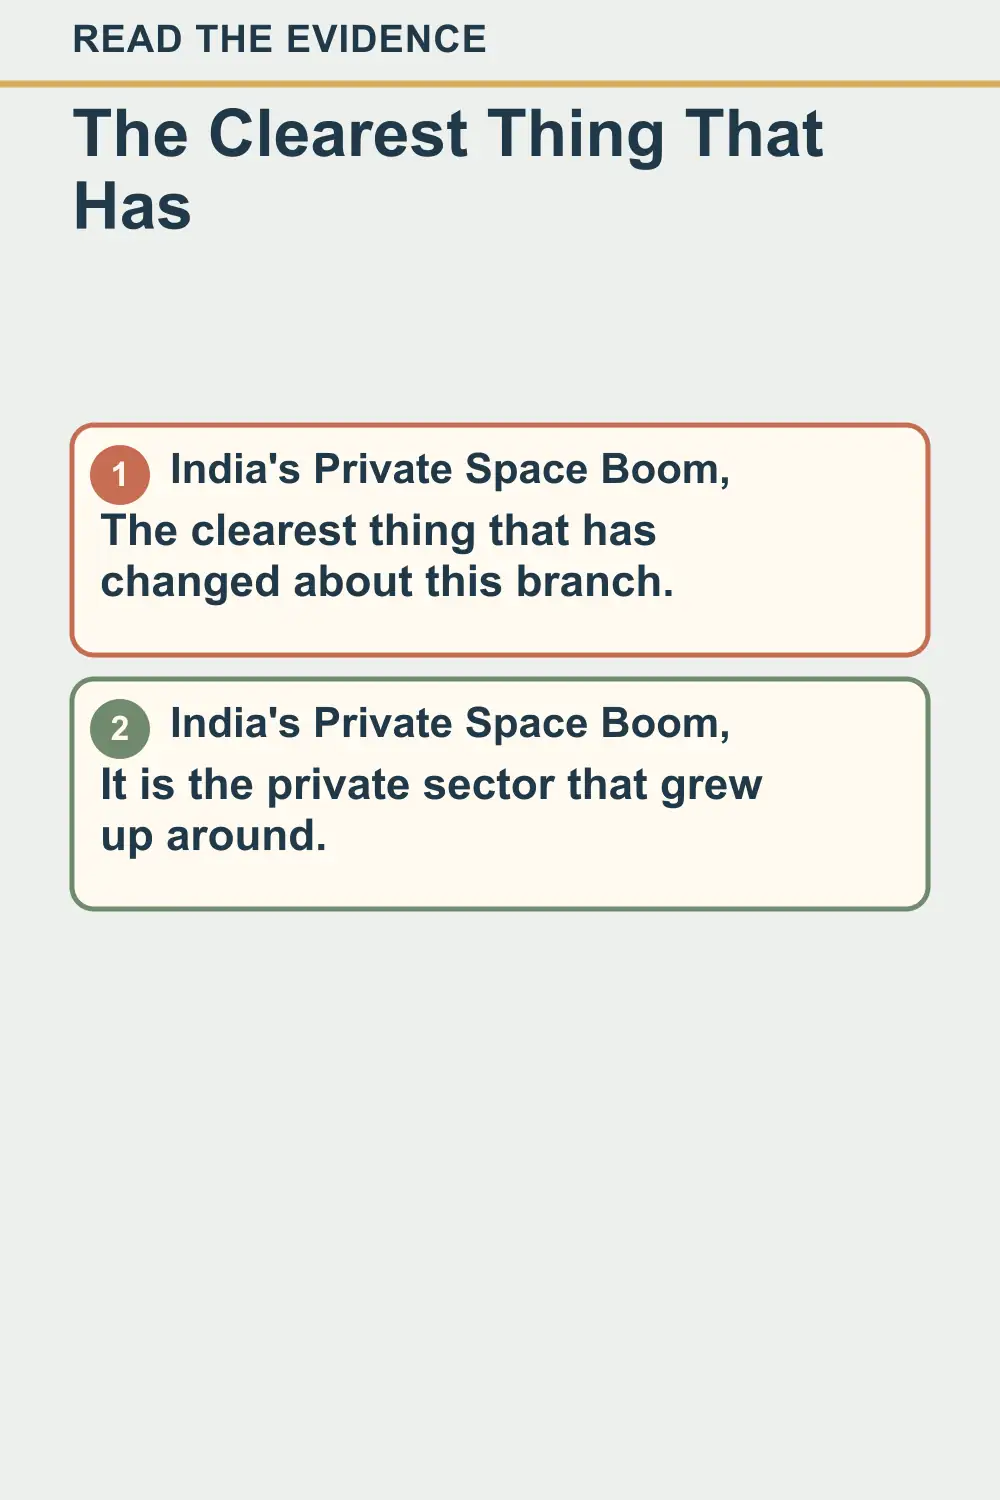 READ THE EVIDENCE
The Clearest Thing That
Has
1 India's Private Space Boom,
The clearest thing that has
changed about this branch.
2 India's Private Space Boom,
It is the private sector that grew
up around.